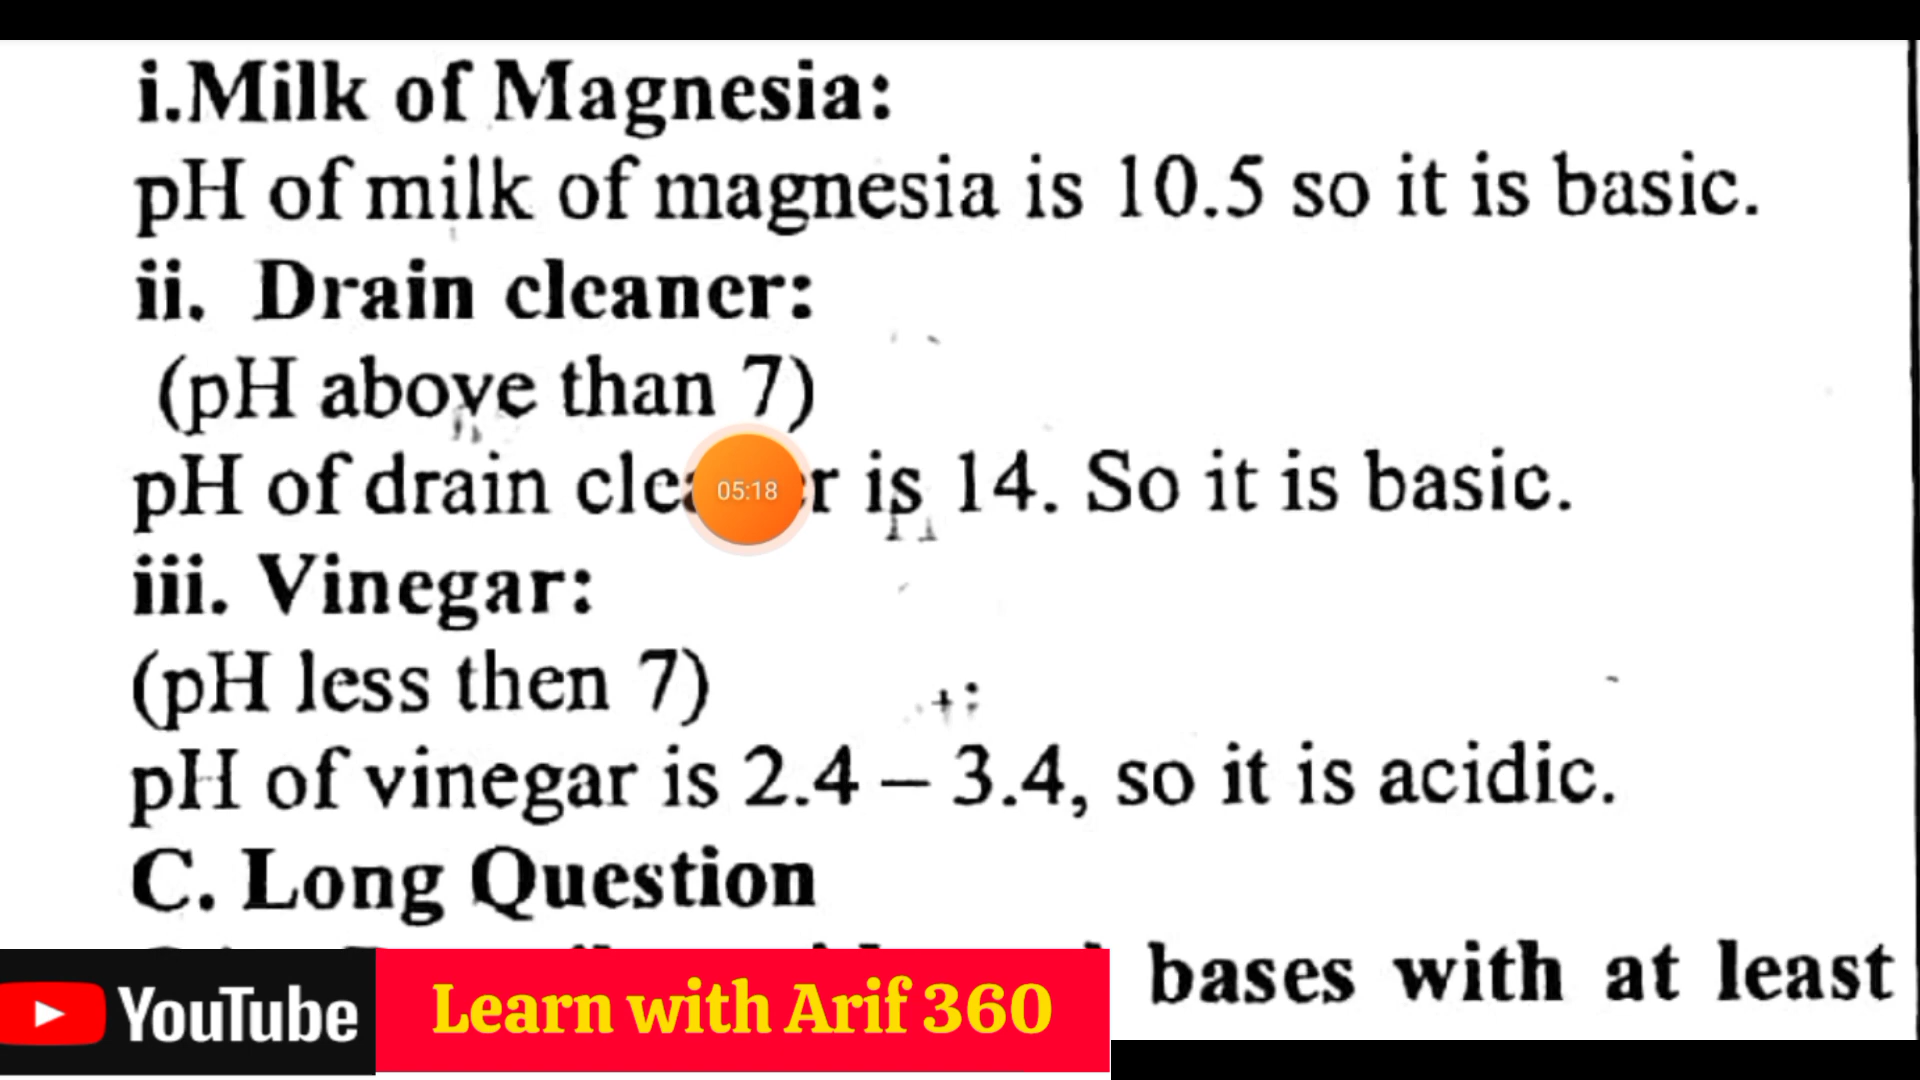 i.Milk of Magnesia:
pH of milk of magnesia is 10.5 so it is basic.
ii. Drain cleaner:
(pH above than 7)
pH of drain is 14. So it is basic.
iii. Vinegar:
(pH less then 7)
pH of vinegar is 2.4 – 3.4, so it is acidic.
C. Long Question
bases with at least
05:18
YouTube
Learn with Arif 360